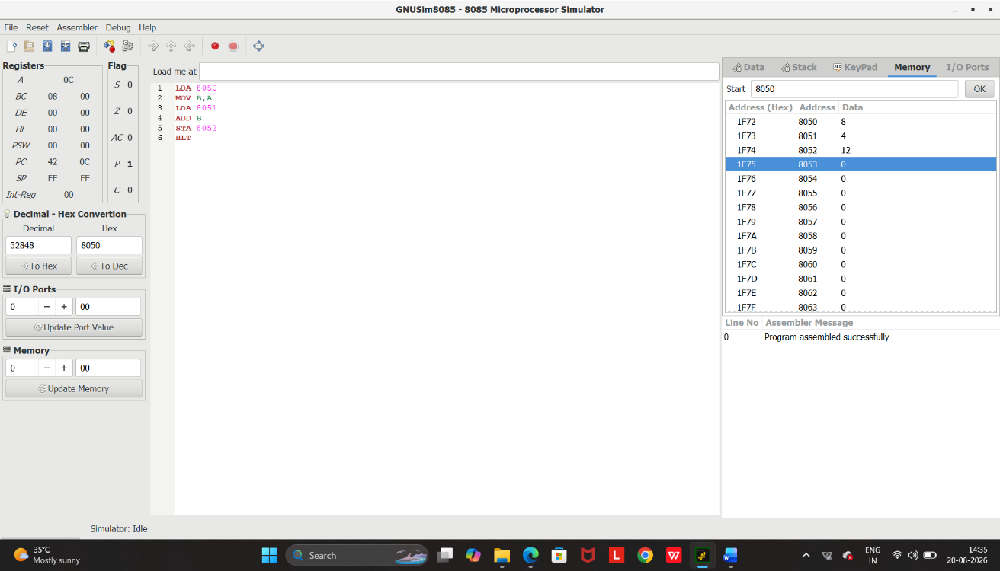 GNUSim8085 - 8085 Microprocessor Simulator
File Reset Assembler Debug Help
Registers
A 0C
BC 08 00
DE 00 00
HL 00 00
PSW 00 00
PC 42 0C
SP FF FF
Int-Reg 00
Flag
S 0
Z 0
AC 0
P 1
C 0
Decimal - Hex Convertion
Decimal Hex
32848 8050
To Hex To Dec
I/O Ports
0 − + 00
Update Port Value
Memory
0 − + 00
Update Memory
Load me at
1 LDA 8050
2 MOV B,A
3 LDA 8051
4 ADD B
5 STA 8052
6 HLT
Data Stack KeyPad Memory I/O Ports
Start 8050 OK
Address (Hex) Address Data
1F72 8050 8
1F73 8051 4
1F74 8052 12
1F75 8053 0
1F76 8054 0
1F77 8055 0
1F78 8056 0
1F79 8057 0
1F7A 8058 0
1F7B 8059 0
1F7C 8060 0
1F7D 8061 0
1F7E 8062 0
1F7F 8063 0
Line No Assembler Message
0 Program assembled successfully
Simulator: Idle
35°C
Mostly sunny
Search
ENG
IN
14:35
20-08-2026